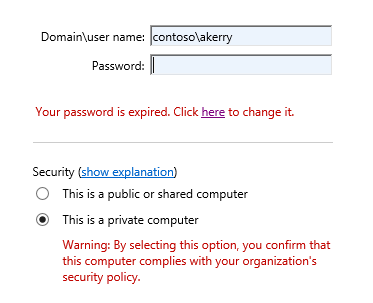 Domain\user name: contoso\akerry
Password:
Your password is expired. Click here to change it.
Security (show explanation)
This is a public or shared computer
This is a private computer
Warning: By selecting this option, you confirm that
this computer complies with your organization's
security policy.